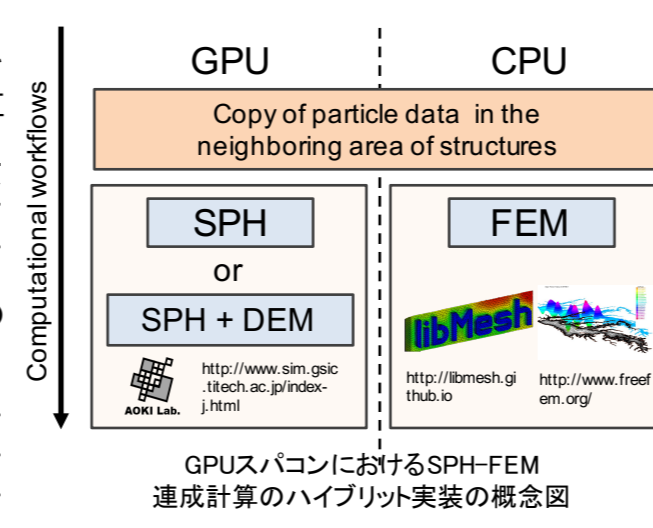 GPU
CPU
Computational workflows
Copy of particle data in the
neighboring area of structures
SPH
or
SPH + DEM
AOKI Lab.
http://www.sim.gsic
.titech.ac.jp/index-
j.html
FEM
libMesh
http://libmesh.gi
thub.io
http://www.freef
em.org/
GPUスパコンにおけるSPH-FEM
連成計算のハイブリット実装の概念図